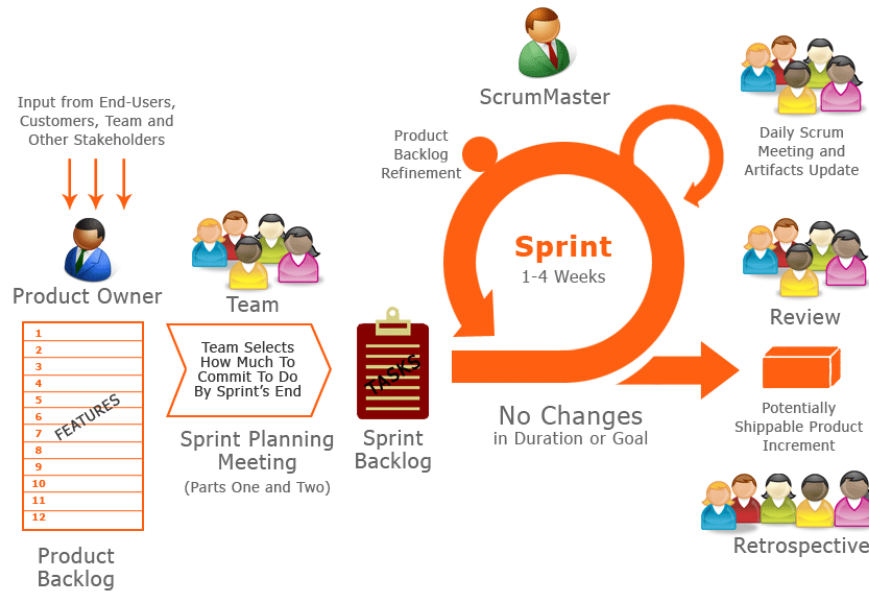 Input from End-Users,
Customers, Team and
Other Stakeholders
Product Owner
1
2
3
4
5
6
7
8
9
10
11
12
FEATURES
Product
Backlog
Team
Team Selects
How Much To
Commit To Do
By Sprint's End
Sprint Planning
Meeting
(Parts One and Two)
TASKS
Sprint
Backlog
ScrumMaster
Product
Backlog
Refinement
Sprint
1-4 Weeks
No Changes
in Duration or Goal
Daily Scrum
Meeting and
Artifacts Update
Review
Potentially
Shippable Product
Increment
Retrospective